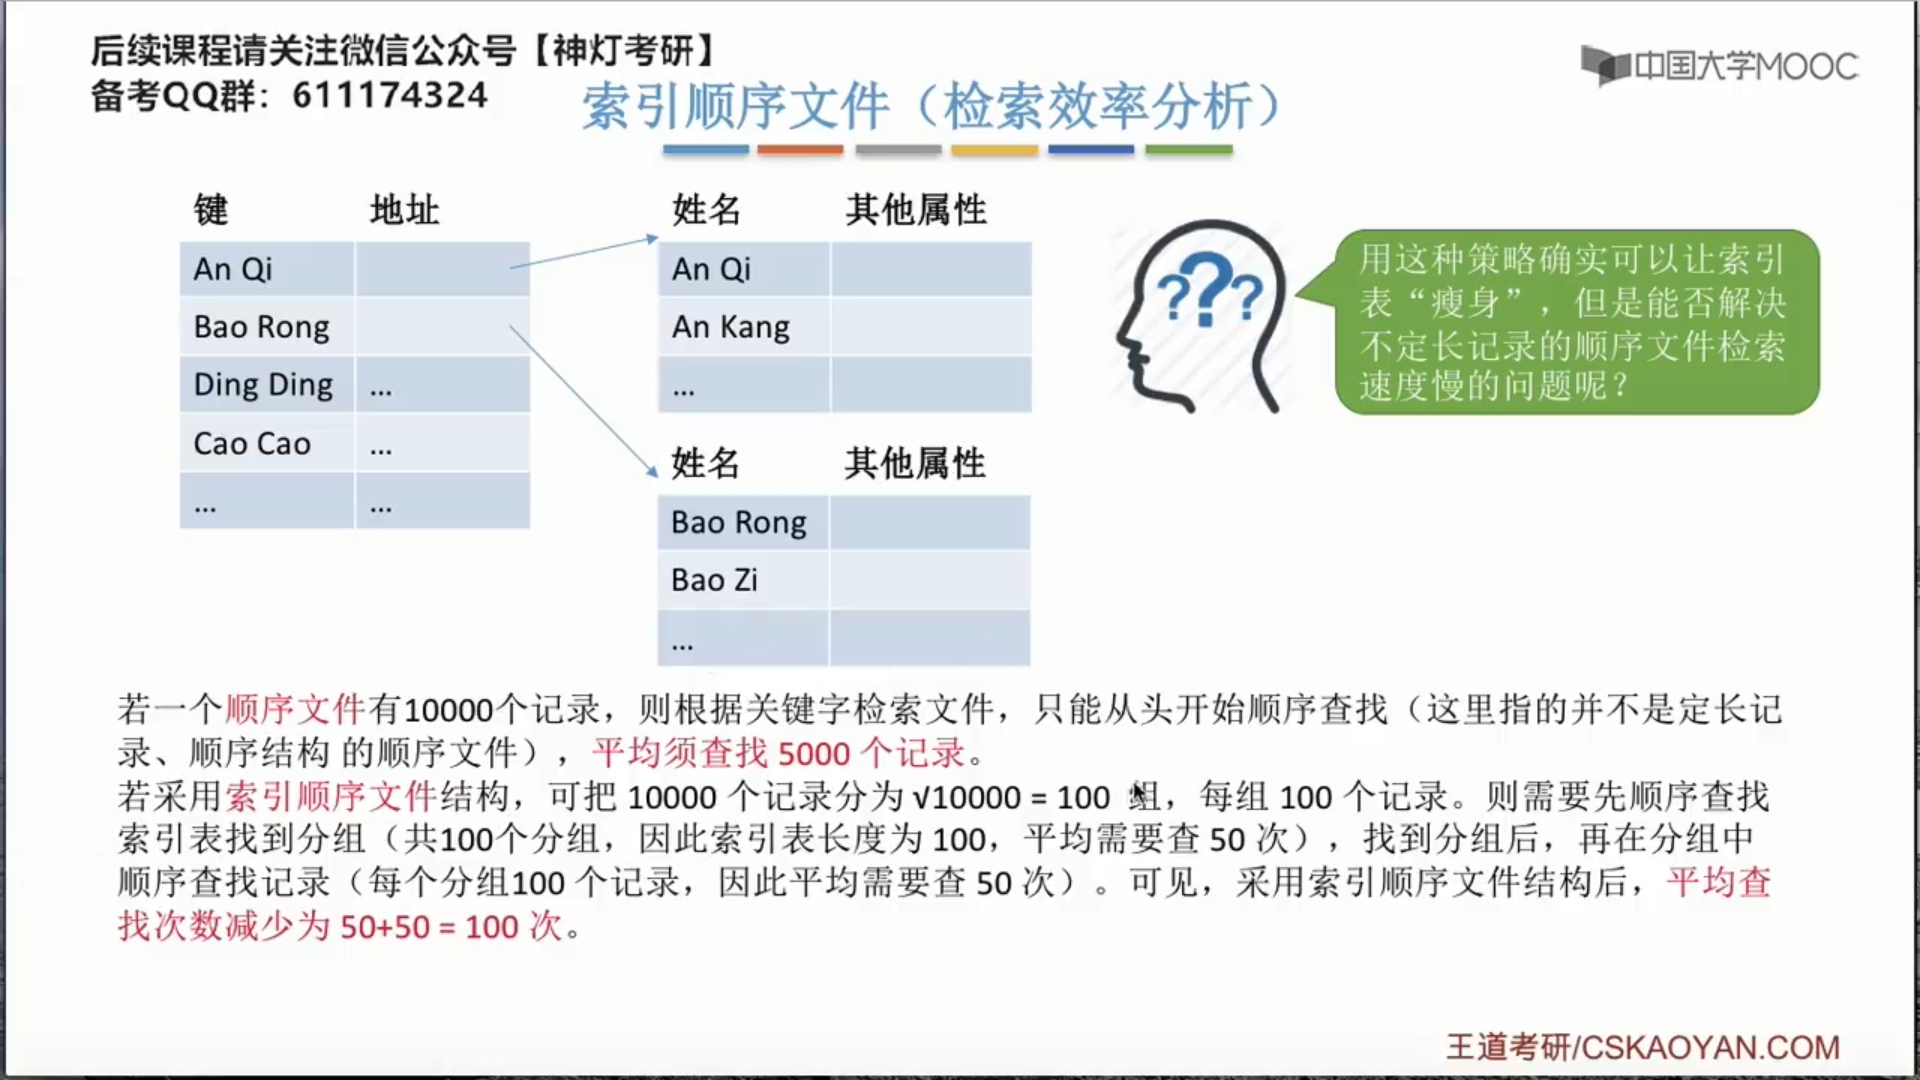 后续课程请关注微信公众号【神灯考研】
备考QQ群：611174324
中国大学MOOC
索引顺序文件（检索效率分析）
键 地址
An Qi
Bao Rong
Ding Ding ...
Cao Cao ...
... ...
姓名 其他属性
An Qi
An Kang
...
姓名 其他属性
Bao Rong
Bao Zi
...
???
用这种策略确实可以让索引
表“瘦身”，但是能否解决
不定长记录的顺序文件检索
速度慢的问题呢？
若一个顺序文件有10000个记录，则根据关键字检索文件，只能从头开始顺序查找（这里指的并不是定长记
录、顺序结构 的顺序文件），平均须查找 5000 个记录。
若采用索引顺序文件结构，可把 10000 个记录分为 √10000 = 100 组，每组 100 个记录。则需要先顺序查找
索引表找到分组（共100个分组，因此索引表长度为 100，平均需要查 50 次），找到分组后，再在分组中
顺序查找记录（每个分组100 个记录，因此平均需要查 50 次）。可见，采用索引顺序文件结构后，平均查
找次数减少为 50+50 = 100 次。
王道考研/CSKAOYAN.COM